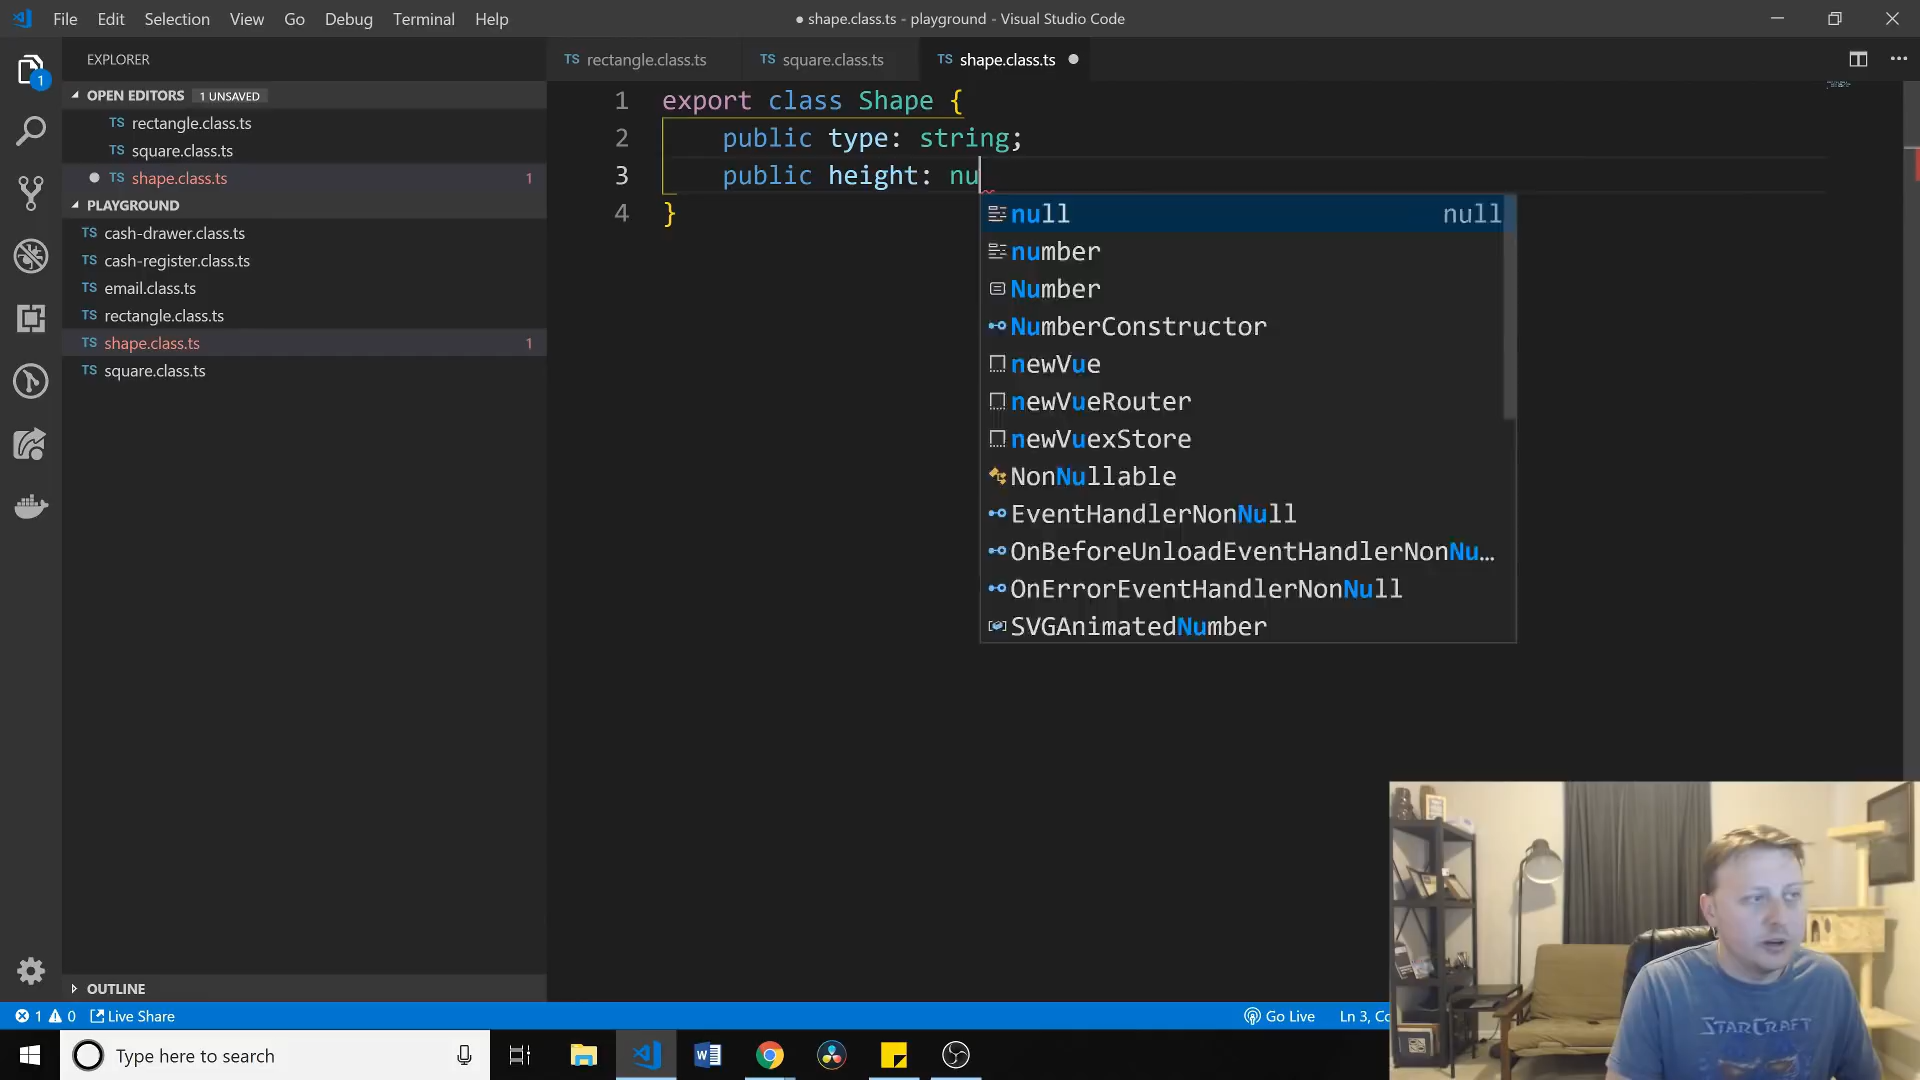 File Edit Selection View Go Debug Terminal Help
● shape.class.ts - playground - Visual Studio Code
EXPLORER
OPEN EDITORS 1 UNSAVED
TS rectangle.class.ts
TS square.class.ts
TS shape.class.ts 1
PLAYGROUND
TS cash-drawer.class.ts
TS cash-register.class.ts
TS email.class.ts
TS rectangle.class.ts
TS shape.class.ts 1
TS square.class.ts
OUTLINE
1
TS rectangle.class.ts
TS square.class.ts
TS shape.class.ts
1 export class Shape {
2 public type: string;
3 public height: nu
4 }
null null
number
Number
NumberConstructor
newVue
newVueRouter
newVuexStore
NonNullable
EventHandlerNonNull
OnBeforeUnloadEventHandlerNonNu…
OnErrorEventHandlerNonNull
SVGAnimatedNumber
STARCRAFT
1 0 Live Share
Go Live
Ln 3, Co
Type here to search